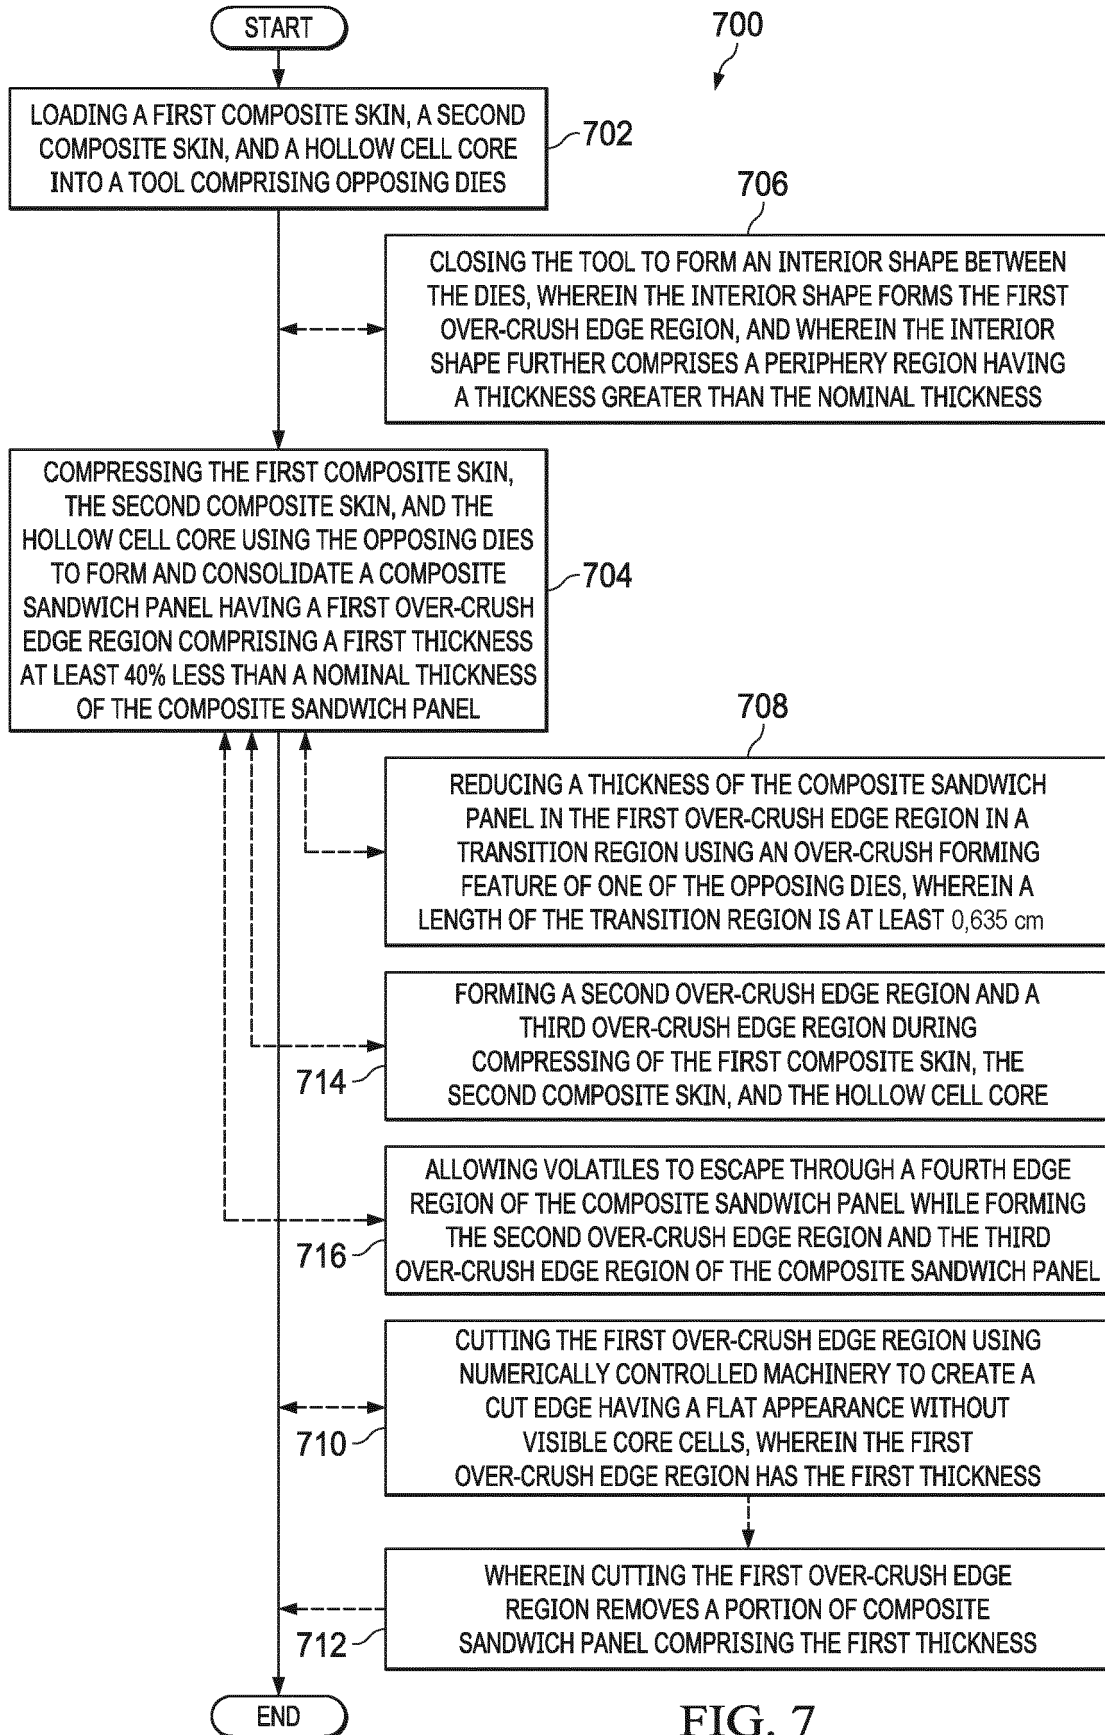 START
700
LOADING A FIRST COMPOSITE SKIN, A SECOND
COMPOSITE SKIN, AND A HOLLOW CELL CORE
INTO A TOOL COMPRISING OPPOSING DIES
702
706
CLOSING THE TOOL TO FORM AN INTERIOR SHAPE BETWEEN
THE DIES, WHEREIN THE INTERIOR SHAPE FORMS THE FIRST
OVER-CRUSH EDGE REGION, AND WHEREIN THE INTERIOR
SHAPE FURTHER COMPRISES A PERIPHERY REGION HAVING
A THICKNESS GREATER THAN THE NOMINAL THICKNESS
COMPRESSING THE FIRST COMPOSITE SKIN,
THE SECOND COMPOSITE SKIN, AND THE
HOLLOW CELL CORE USING THE OPPOSING DIES
TO FORM AND CONSOLIDATE A COMPOSITE
SANDWICH PANEL HAVING A FIRST OVER-CRUSH
EDGE REGION COMPRISING A FIRST THICKNESS
AT LEAST 40% LESS THAN A NOMINAL THICKNESS
OF THE COMPOSITE SANDWICH PANEL
704
708
REDUCING A THICKNESS OF THE COMPOSITE SANDWICH
PANEL IN THE FIRST OVER-CRUSH EDGE REGION IN A
TRANSITION REGION USING AN OVER-CRUSH FORMING
FEATURE OF ONE OF THE OPPOSING DIES, WHEREIN A
LENGTH OF THE TRANSITION REGION IS AT LEAST 0,635 cm
FORMING A SECOND OVER-CRUSH EDGE REGION AND A
THIRD OVER-CRUSH EDGE REGION DURING
COMPRESSING OF THE FIRST COMPOSITE SKIN, THE
SECOND COMPOSITE SKIN, AND THE HOLLOW CELL CORE
714
ALLOWING VOLATILES TO ESCAPE THROUGH A FOURTH EDGE
REGION OF THE COMPOSITE SANDWICH PANEL WHILE FORMING
THE SECOND OVER-CRUSH EDGE REGION AND THE THIRD
OVER-CRUSH EDGE REGION OF THE COMPOSITE SANDWICH PANEL
716
CUTTING THE FIRST OVER-CRUSH EDGE REGION USING
NUMERICALLY CONTROLLED MACHINERY TO CREATE A
CUT EDGE HAVING A FLAT APPEARANCE WITHOUT
VISIBLE CORE CELLS, WHEREIN THE FIRST
OVER-CRUSH EDGE REGION HAS THE FIRST THICKNESS
710
WHEREIN CUTTING THE FIRST OVER-CRUSH EDGE
REGION REMOVES A PORTION OF COMPOSITE
SANDWICH PANEL COMPRISING THE FIRST THICKNESS
712
END
FIG. 7